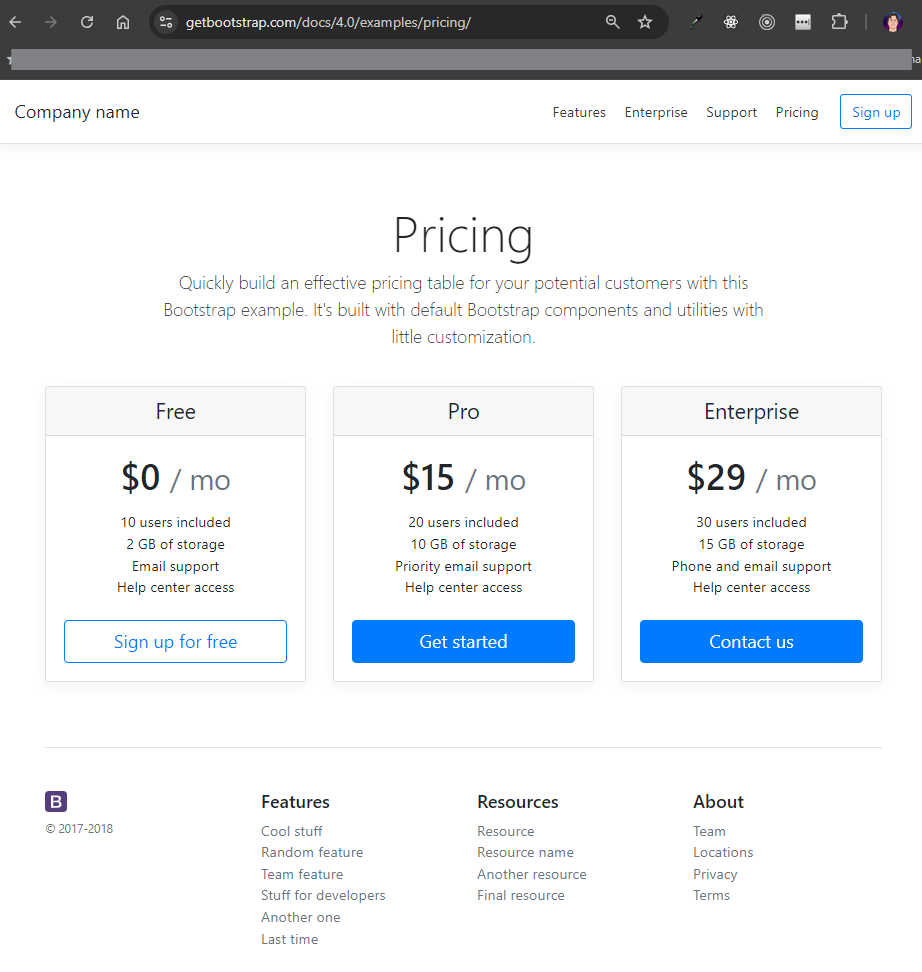 getbootstrap.com/docs/4.0/examples/pricing/
Company name
Features
Enterprise
Support
Pricing
Sign up
Pricing
Quickly build an effective pricing table for your potential customers with this
Bootstrap example. It's built with default Bootstrap components and utilities with
little customization.
Free
$0 / mo
10 users included
2 GB of storage
Email support
Help center access
Sign up for free
Pro
$15 / mo
20 users included
10 GB of storage
Priority email support
Help center access
Get started
Enterprise
$29 / mo
30 users included
15 GB of storage
Phone and email support
Help center access
Contact us
B
© 2017-2018
Features
Cool stuff
Random feature
Team feature
Stuff for developers
Another one
Last time
Resources
Resource
Resource name
Another resource
Final resource
About
Team
Locations
Privacy
Terms